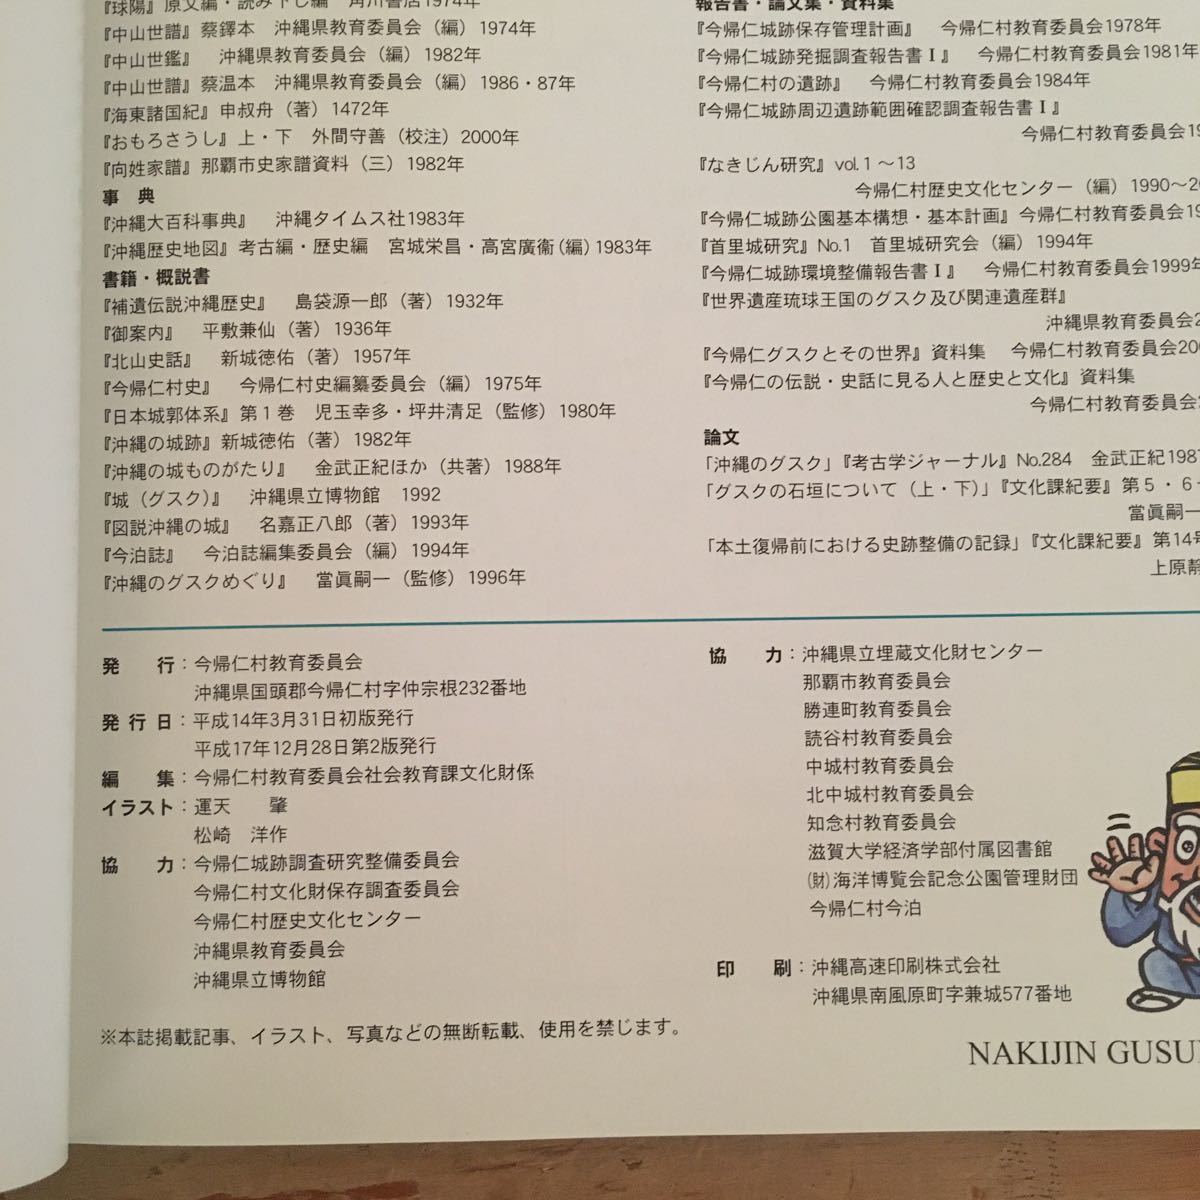 『球陽』原文編・読み下し編　角川書店1974年
『中山世譜』蔡鐸本　沖縄県教育委員会（編）1974年
『中山世鑑』　沖縄県教育委員会（編）1982年
『中山世譜』蔡温本　沖縄県教育委員会（編）1986・87年
『海東諸国紀』申叔舟（著）1472年
『おもろさうし』上・下　外間守善（校注）2000年
『向姓家譜』那覇市史家譜資料（三）1982年
事　典
『沖縄大百科事典』　沖縄タイムス社1983年
『沖縄歴史地図』考古編・歴史編　宮城栄昌・高宮廣衞（編）1983年
書籍・概説書
『補遺伝説沖縄歴史』　島袋源一郎（著）1932年
『御案内』　平敷兼仙（著）1936年
『北山史話』　新城徳佑（著）1957年
『今帰仁村史』　今帰仁村史編纂委員会（編）1975年
『日本城郭体系』第１巻　児玉幸多・坪井清足（監修）1980年
『沖縄の城跡』新城徳佑（著）1982年
『沖縄の城ものがたり』　金武正紀ほか（共著）1988年
『城（グスク）』　沖縄県立博物館　1992
『図説沖縄の城』　名嘉正八郎（著）1993年
『今泊誌』　今泊誌編集委員会（編）1994年
『沖縄のグスクめぐり』　當眞嗣一（監修）1996年
報告書・論文集・資料集
『今帰仁城跡保存管理計画』　今帰仁村教育委員会1978年
『今帰仁城跡発掘調査報告書Ⅰ』　今帰仁村教育委員会1981年
『今帰仁村の遺跡』　今帰仁村教育委員会1984年
『今帰仁城跡周辺遺跡範囲確認調査報告書Ⅰ』
今帰仁村教育委員会19
『なきじん研究』vol.1～13
今帰仁村歴史文化センター（編）1990～20
『今帰仁城跡公園基本構想・基本計画』今帰仁村教育委員会19
『首里城研究』No.1　首里城研究会（編）1994年
『今帰仁城跡環境整備報告書Ⅰ』　今帰仁村教育委員会1999年
『世界遺産琉球王国のグスク及び関連遺産群』
沖縄県教育委員会2
『今帰仁グスクとその世界』資料集　今帰仁村教育委員会200
『今帰仁の伝説・史話に見る人と歴史と文化』資料集
今帰仁村教育委員会
論文
「沖縄のグスク」『考古学ジャーナル』No.284　金武正紀1987
「グスクの石垣について（上・下）」『文化課紀要』第５・６
當眞嗣一
「本土復帰前における史跡整備の記録」『文化課紀要』第14号
上原静
発　行：今帰仁村教育委員会
沖縄県国頭郡今帰仁村字仲宗根232番地
発行日：平成14年3月31日初版発行
平成17年12月28日第2版発行
編　集：今帰仁村教育委員会社会教育課文化財係
イラスト：運天　肇
松崎　洋作
協　力：今帰仁城跡調査研究整備委員会
今帰仁村文化財保存調査委員会
今帰仁村歴史文化センター
沖縄県教育委員会
沖縄県立博物館
協　力：沖縄県立埋蔵文化財センター
那覇市教育委員会
勝連町教育委員会
読谷村教育委員会
中城村教育委員会
北中城村教育委員会
知念村教育委員会
滋賀大学経済学部付属図書館
㈶海洋博覧会記念公園管理財団
今帰仁村今泊
印　刷：沖縄高速印刷株式会社
沖縄県南風原町字兼城577番地
※本誌掲載記事、イラスト、写真などの無断転載、使用を禁じます。
NAKIJIN GUSU